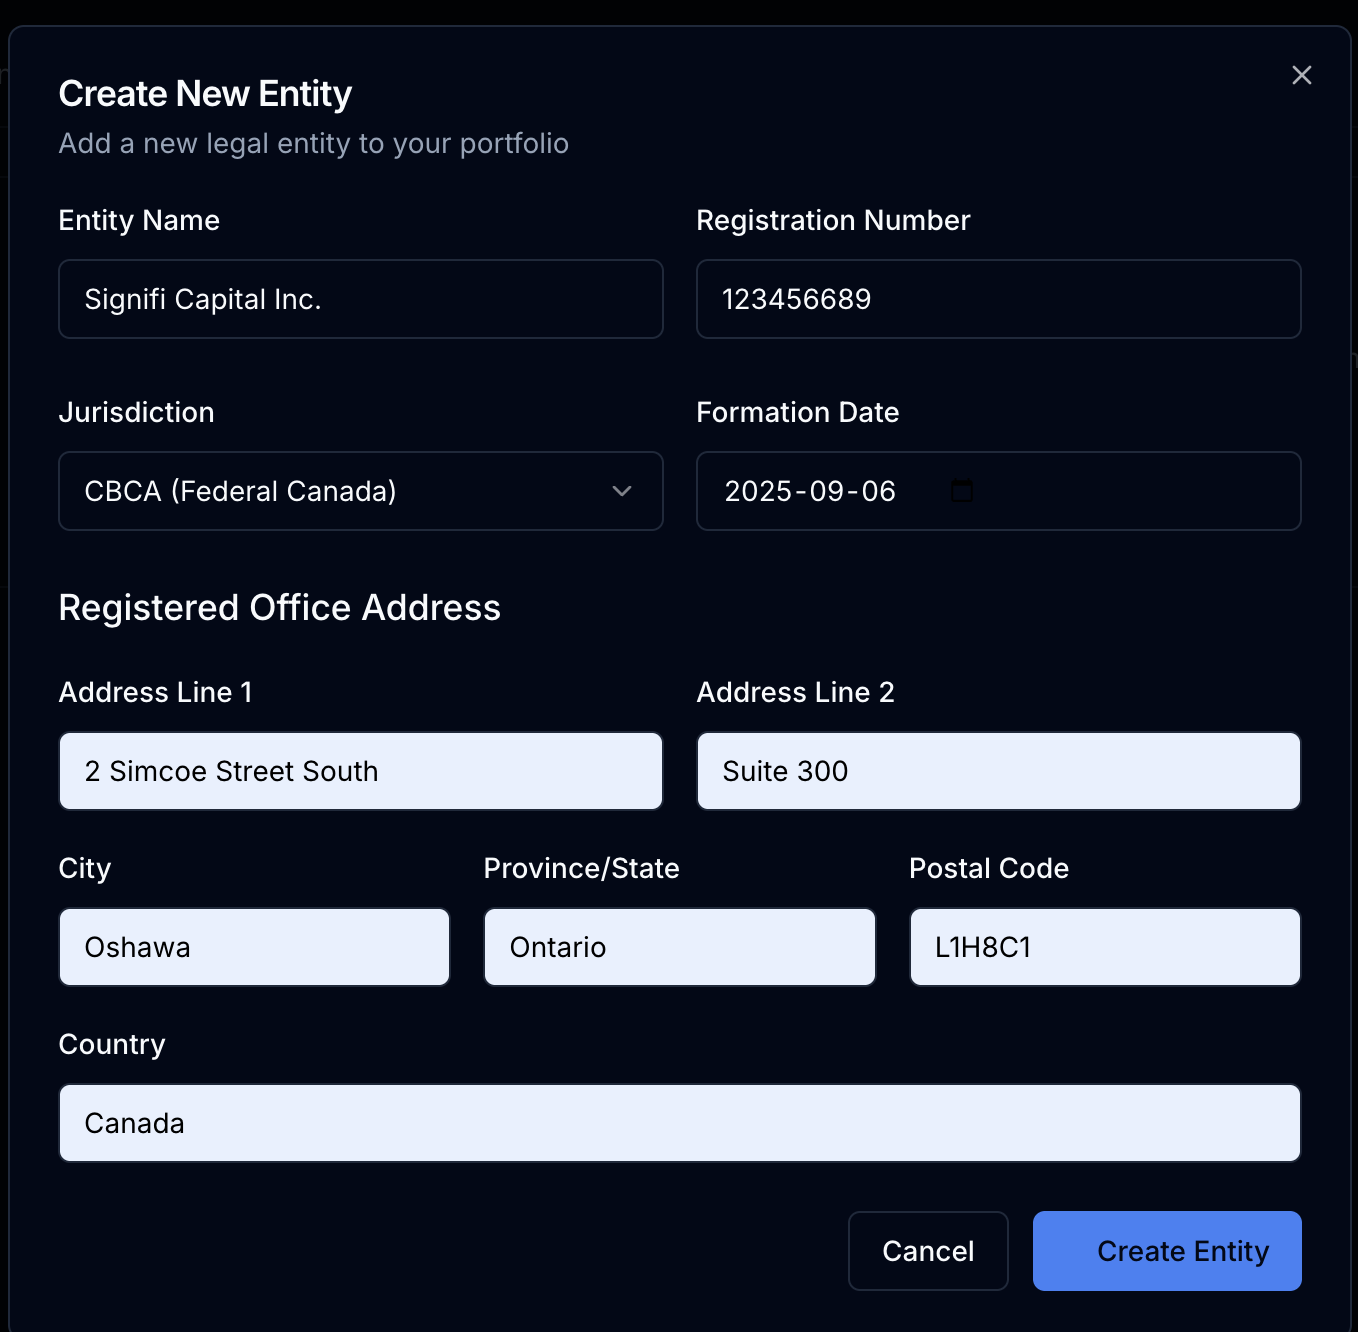 Create New Entity
Add a new legal entity to your portfolio
Entity Name
Registration Number
Signifi Capital Inc.
123456689
Jurisdiction
Formation Date
CBCA (Federal Canada)
2025-09-06
Registered Office Address
Address Line 1
Address Line 2
2 Simcoe Street South
Suite 300
City
Province/State
Postal Code
Oshawa
Ontario
L1H8C1
Country
Canada
Cancel
Create Entity